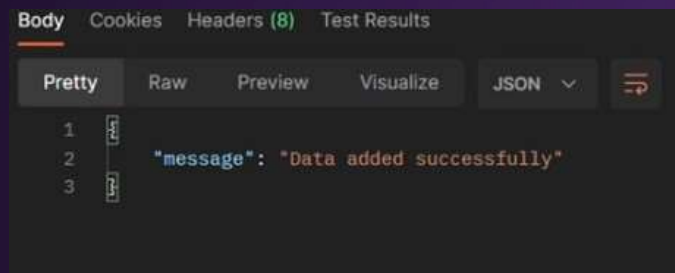 Body Cookies Headers (8) Test Results
Pretty Raw Preview Visualize JSON
1 {
2 "message": "Data added successfully"
3 }